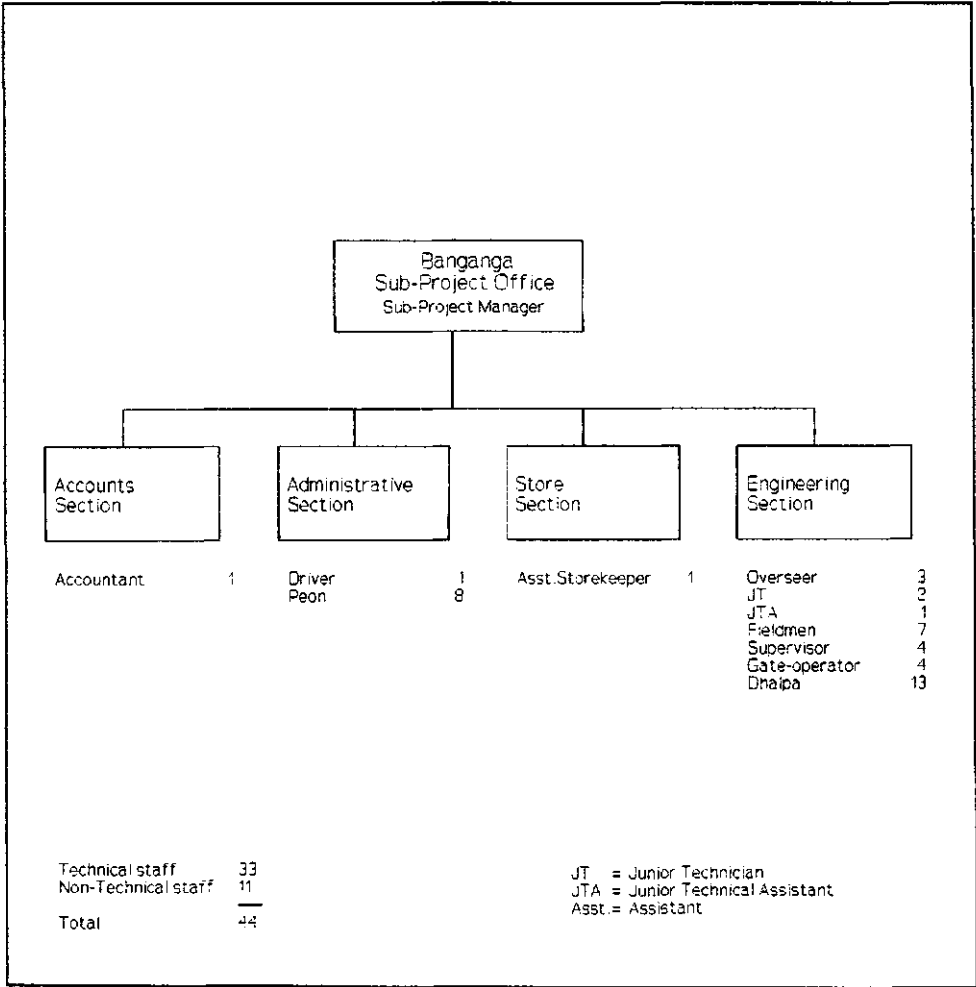 Banganga
Sub-Project Office
Sub-Project Manager
Accounts
Section
Administrative
Section
Store
Section
Engineering
Section
Accountant 1
Driver 1
Peon 8
Asst.Storekeeper 1
Overseer 3
JT 2
JTA 1
Fieldmen 7
Supervisor 4
Gate-operator 4
Dhalpa 13
Technical staff 33
Non-Technical staff 11
Total 44
JT = Junior Technician
JTA = Junior Technical Assistant
Asst.= Assistant